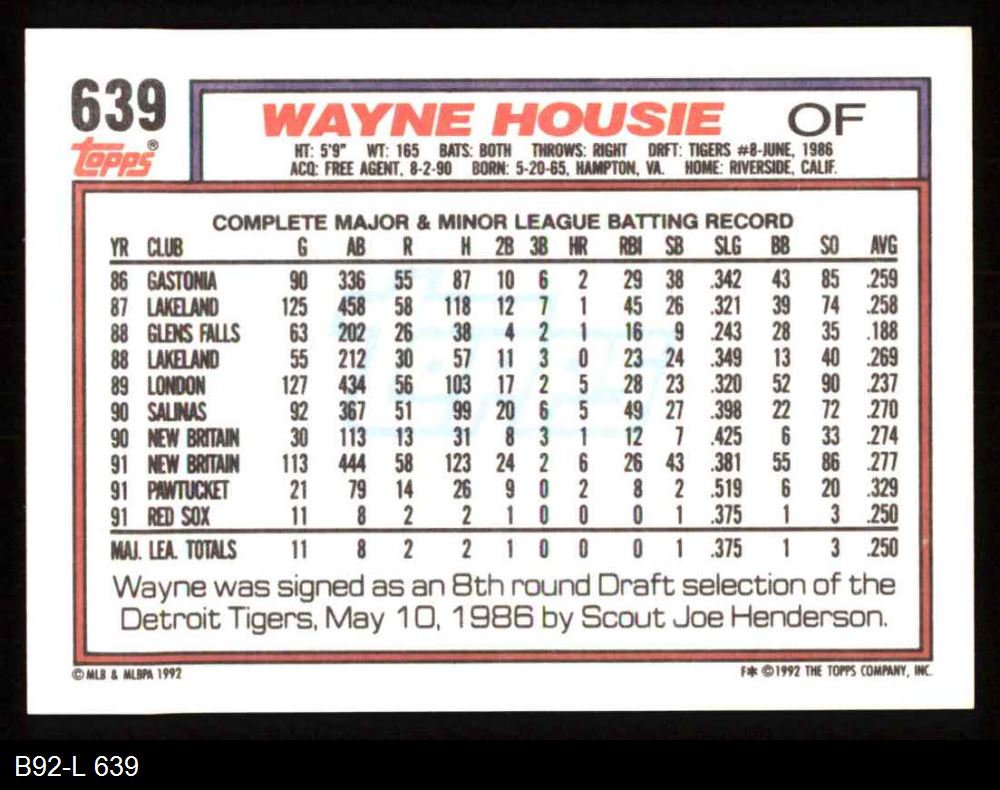 639
Topps®
WAYNE HOUSIE OF
HT: 5'9" WT: 165 BATS: BOTH THROWS: RIGHT DRFT: TIGERS #8-JUNE, 1986
ACQ: FREE AGENT, 8-2-90 BORN: 5-20-65, HAMPTON, VA. HOME: RIVERSIDE, CALIF.
COMPLETE MAJOR & MINOR LEAGUE BATTING RECORD
YR CLUB G AB R H 2B 3B HR RBI SB SLG BB SO AVG
86 GASTONIA 90 336 55 87 10 6 2 29 38 .342 43 85 .259
87 LAKELAND 125 458 58 118 12 7 1 45 26 .321 39 74 .258
88 GLENS FALLS 63 202 26 38 4 2 1 16 9 .243 28 35 .188
88 LAKELAND 55 212 30 57 11 3 0 23 24 .349 13 40 .269
89 LONDON 127 434 56 103 17 2 5 28 23 .320 52 90 .237
90 SALINAS 92 367 51 99 20 6 5 49 27 .398 22 72 .270
90 NEW BRITAIN 30 113 13 31 8 3 1 12 7 .425 6 33 .274
91 NEW BRITAIN 113 444 58 123 24 2 6 26 43 .381 55 86 .277
91 PAWTUCKET 21 79 14 26 9 0 2 8 2 .519 6 20 .329
91 RED SOX 11 8 2 2 1 0 0 0 1 .375 1 3 .250
MAJ. LEA. TOTALS 11 8 2 2 1 0 0 0 1 .375 1 3 .250
Wayne was signed as an 8th round Draft selection of the
Detroit Tigers, May 10, 1986 by Scout Joe Henderson.
© MLB & MLBPA 1992
F* © 1992 THE TOPPS COMPANY, INC.
B92-L 639